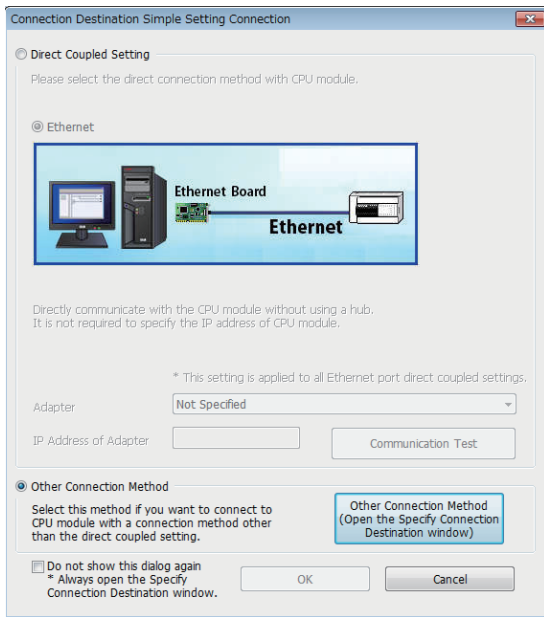 Connection Destination Simple Setting Connection
Direct Coupled Setting
Please select the direct connection method with CPU module.
Ethernet
Ethernet Board
Ethernet
Directly communicate with the CPU module without using a hub.
It is not required to specify the IP address of CPU module.
* This setting is applied to all Ethernet port direct coupled settings.
Adapter
Not Specified
IP Address of Adapter
Communication Test
Other Connection Method
Select this method if you want to connect to
CPU module with a connection method other
than the direct coupled setting.
Other Connection Method
(Open the Specify Connection
Destination window)
Do not show this dialog again
* Always open the Specify
Connection Destination window.
OK
Cancel